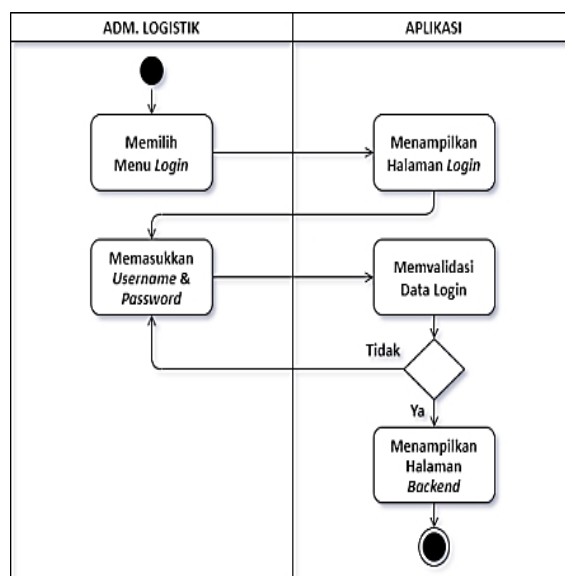 ADM. LOGISTIK
APLIKASI
Memilih
Menu Login
Menampilkan
Halaman Login
Memasukkan
Username &
Password
Memvalidasi
Data Login
Tidak
Ya
Menampilkan
Halaman
Backend